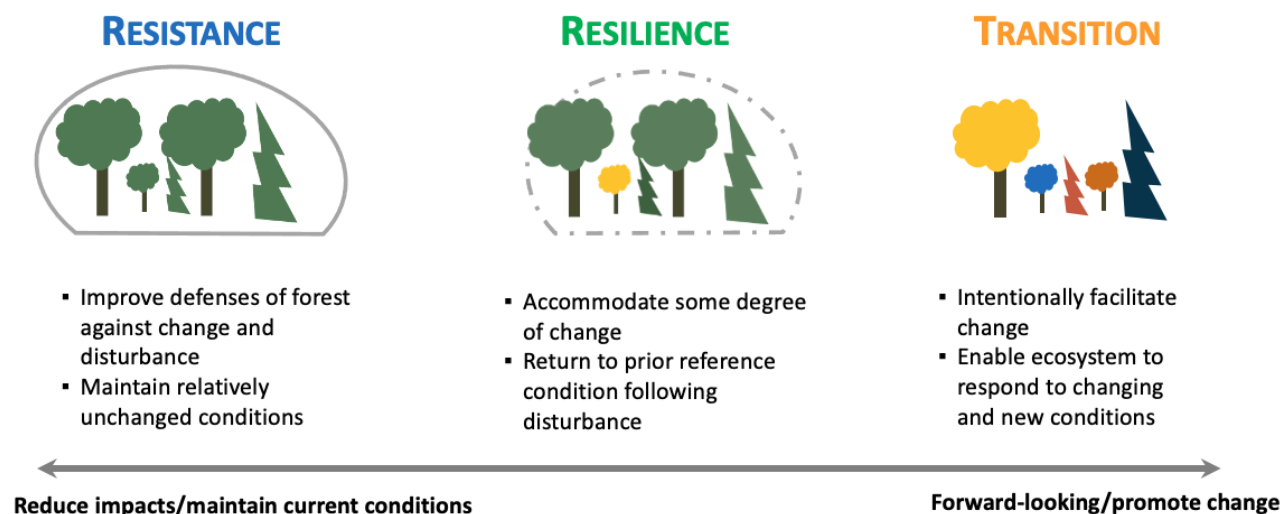 RESISTANCE
RESILIENCE
TRANSITION
▪ Improve defenses of forest
against change and
disturbance
▪ Maintain relatively
unchanged conditions
▪ Accommodate some degree
of change
▪ Return to prior reference
condition following
disturbance
▪ Intentionally facilitate
change
▪ Enable ecosystem to
respond to changing
and new conditions
Reduce impacts/maintain current conditions
Forward-looking/promote change